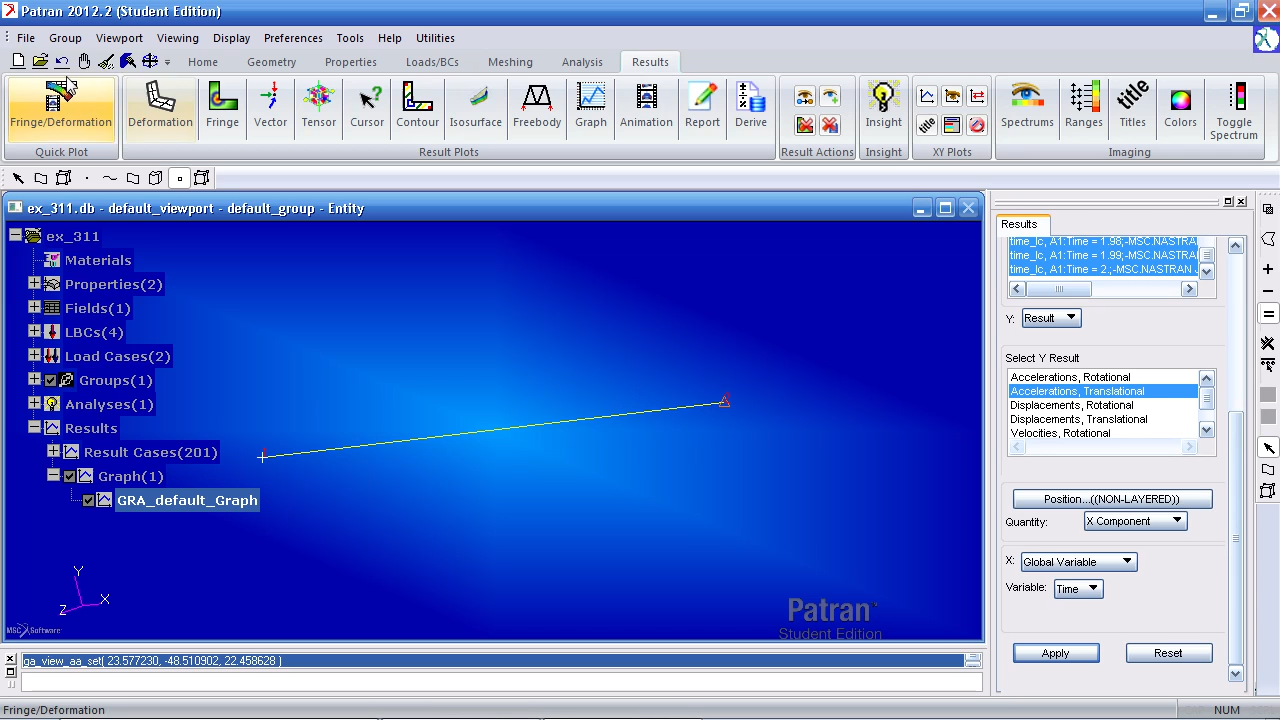 Patran 2012.2 (Student Edition)
File Group Viewport Viewing Display Preferences Tools Help Utilities
Home Geometry Properties Loads/BCs Meshing Analysis Results
Fringe/Deformation Deformation Fringe Vector Tensor Cursor Contour Isosurface Freebody Graph Animation Report Derive Insight title Spectrums Ranges Titles Colors Toggle Spectrum
Quick Plot Result Plots Result Actions Insight XY Plots Imaging
ex_311.db - default_viewport - default_group - Entity
ex_311
Materials
Properties(2)
Fields(1)
LBCs(4)
Load Cases(2)
Groups(1)
Analyses(1)
Results
Result Cases(201)
Graph(1)
GRA_default_Graph
Y
X
Z
MSC Software
Patran
Student Edition
Results
time_lc, A1:Time = 1.98;-MSC.NASTRA
time_lc, A1:Time = 1.99;-MSC.NASTRA
time_lc, A1:Time = 2.;-MSC.NASTRAN
Y: Result
Select Y Result
Accelerations, Rotational
Accelerations, Translational
Displacements, Rotational
Displacements, Translational
Velocities, Rotational
Position...((NON-LAYERED))
Quantity: X Component
X: Global Variable
Variable: Time
Apply Reset
ga_view_aa_set( 23.577230, -48.510902, 22.458628 )
Fringe/Deformation NUM